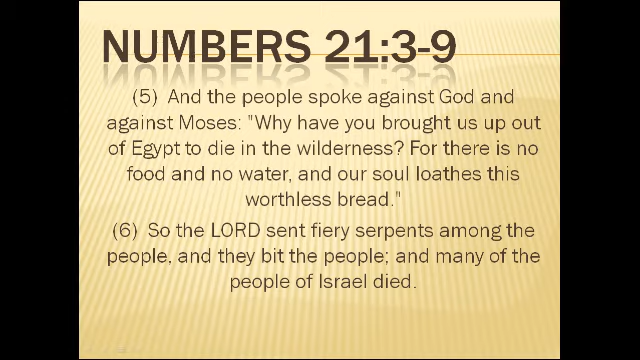 NUMBERS 21:3-9
(5) And the people spoke against God and
against Moses: "Why have you brought us up out
of Egypt to die in the wilderness? For there is no
food and no water, and our soul loathes this
worthless bread."
(6) So the LORD sent fiery serpents among the
people, and they bit the people; and many of the
people of Israel died.